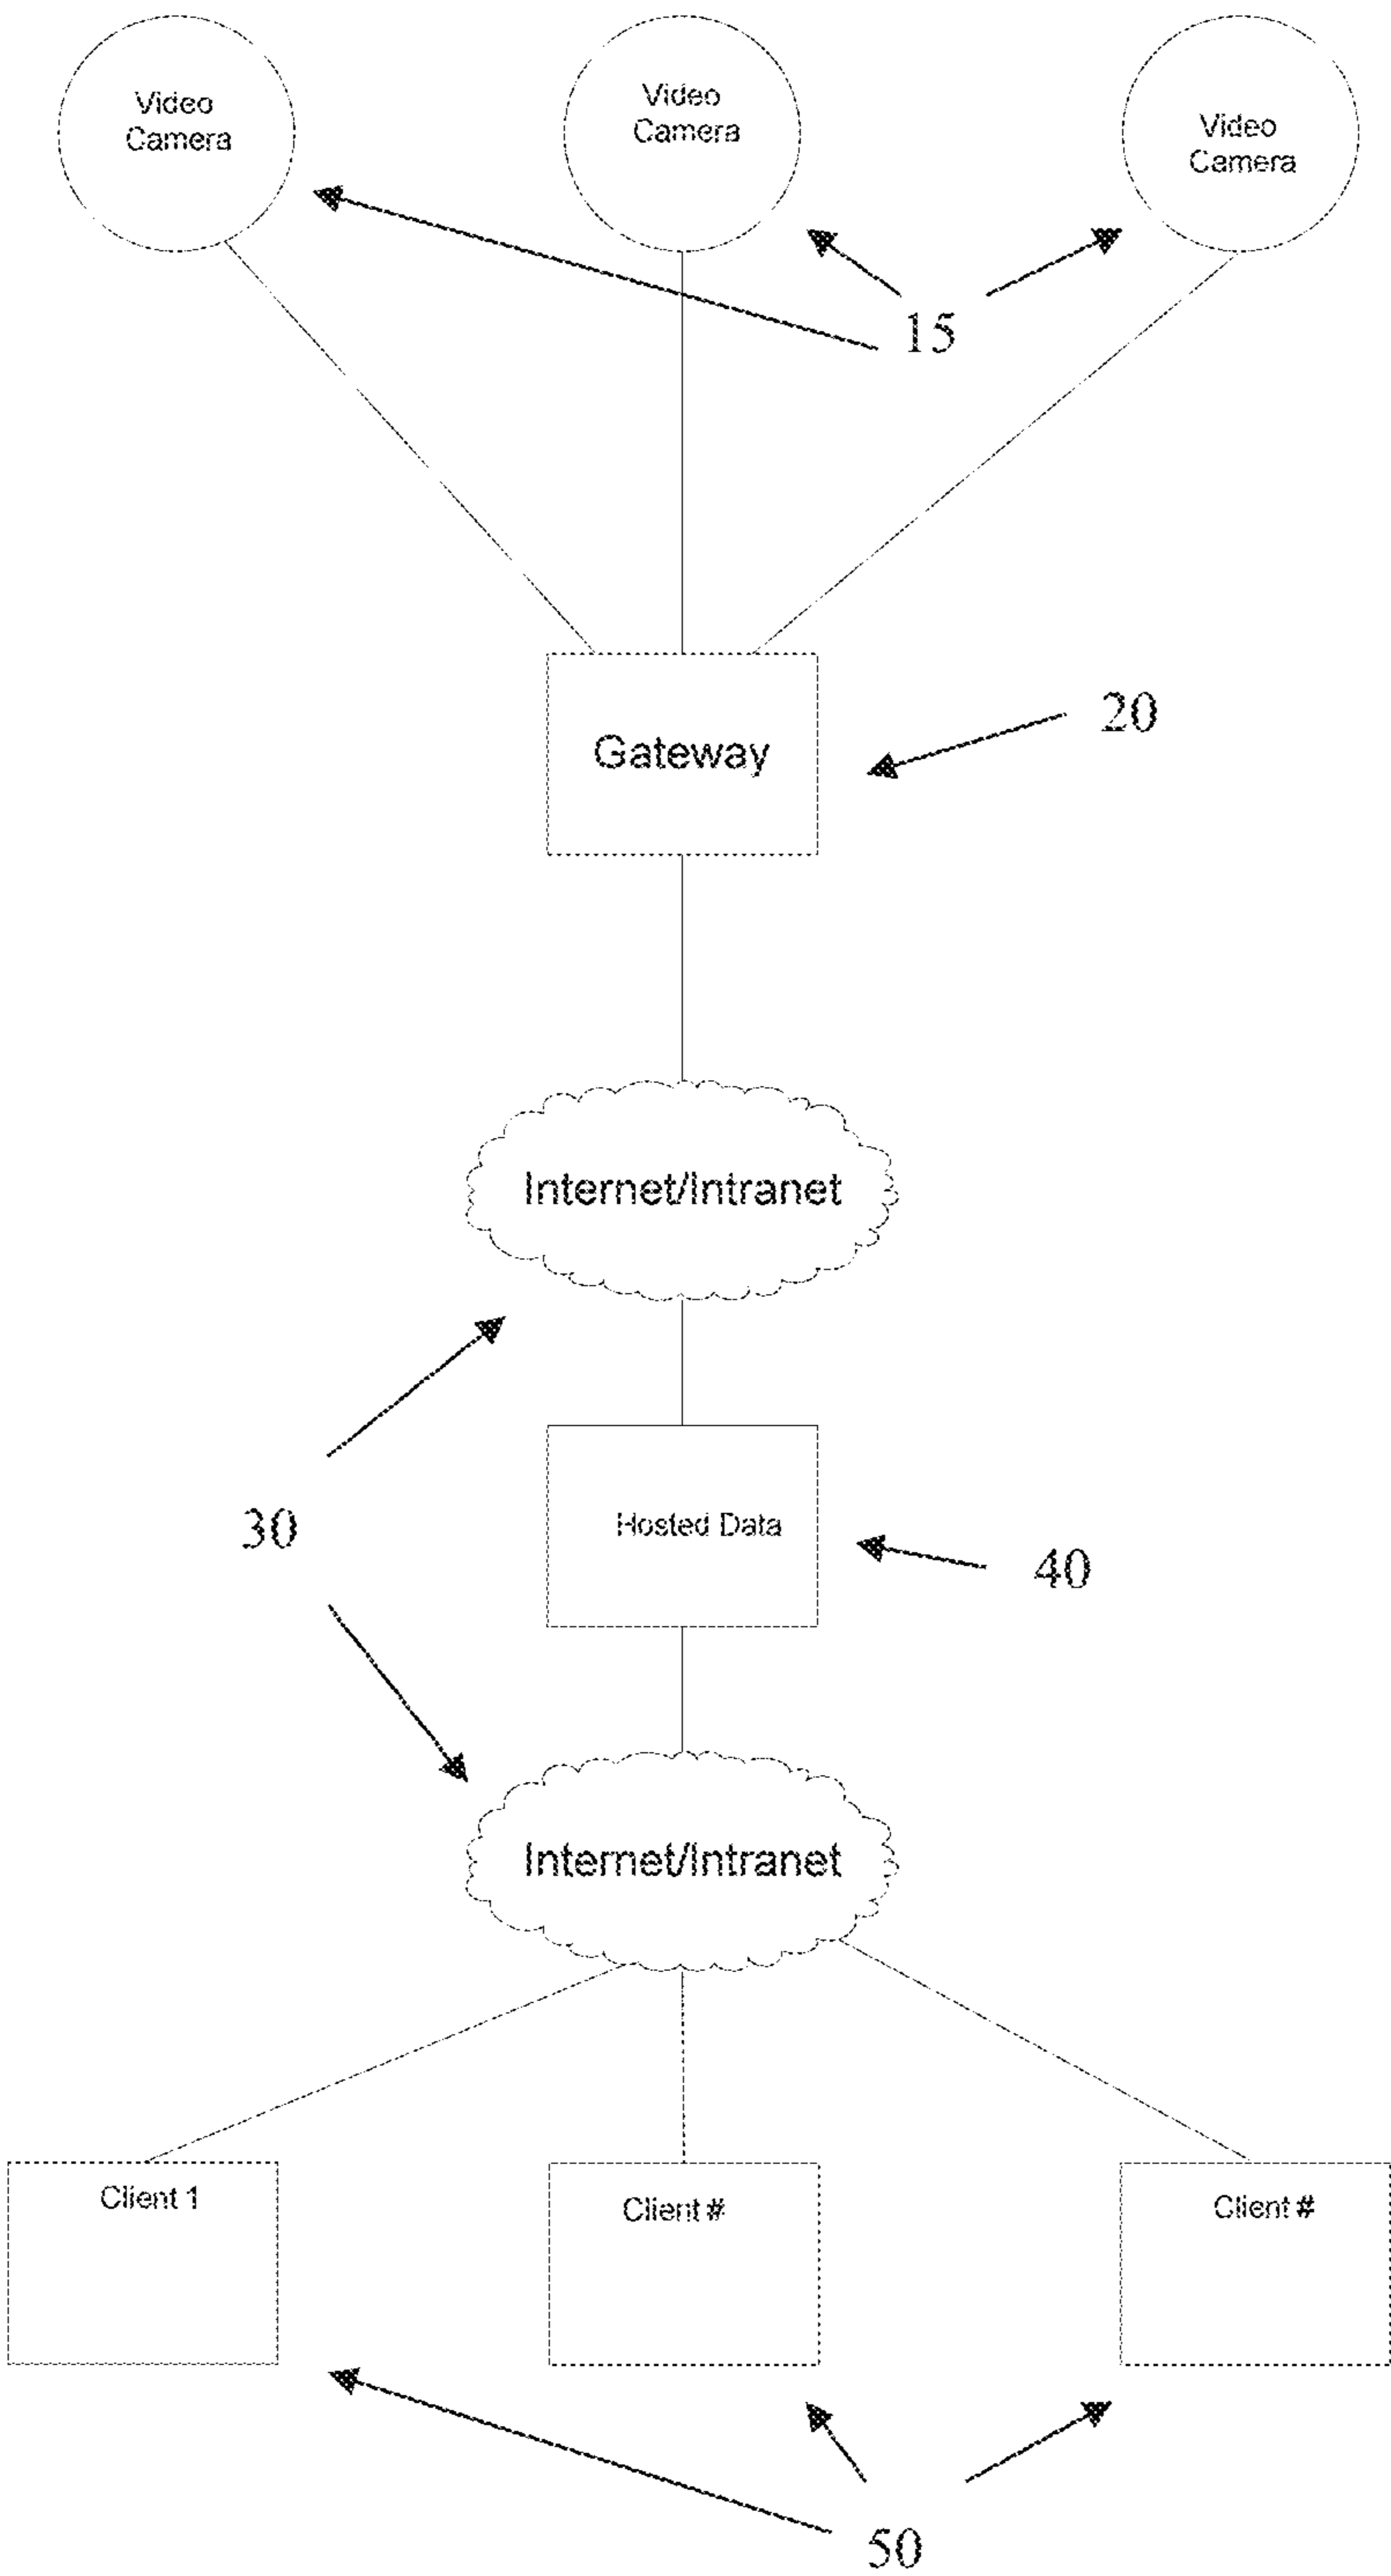 Video
Camera
Video
Camera
Video
Camera
15
Gateway
20
Internet/Intranet
30
Hosted Data
40
Internet/Intranet
Client 1
Client #
Client #
50